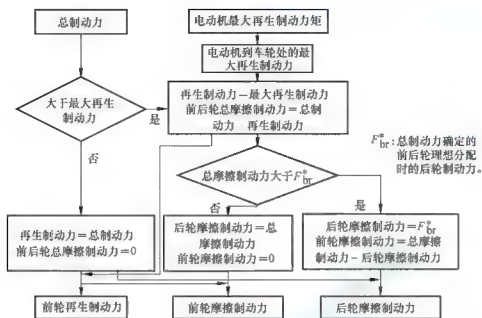 总制动力
电动机最大再生制动力矩
电动机到车轮处的最
大再生制动力
大于最大再生
制动力
是
再生制动力-最大再生制动力
前后轮总摩擦制动力=总制
动力-再生制动力
F*br:总制动力确定的
前后轮理想分配
时的后轮制动力。
否
总摩擦制动力大于F*br
否
是
再生制动力=总制动力
前后轮总摩擦制动力=0
后轮摩擦制动力=总
摩擦制动力
前轮摩擦制动力=0
后轮摩擦制动力=F*br
前轮摩擦制动力=总摩擦
制动力-后轮摩擦制动力
前轮再生制动力
前轮摩擦制动力
后轮摩擦制动力